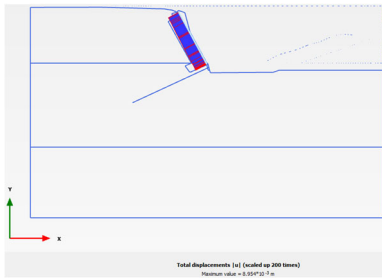 Y
X
Total displacements |u| (scaled up 200 times)
Maximum value = 8.954*10⁻³ m